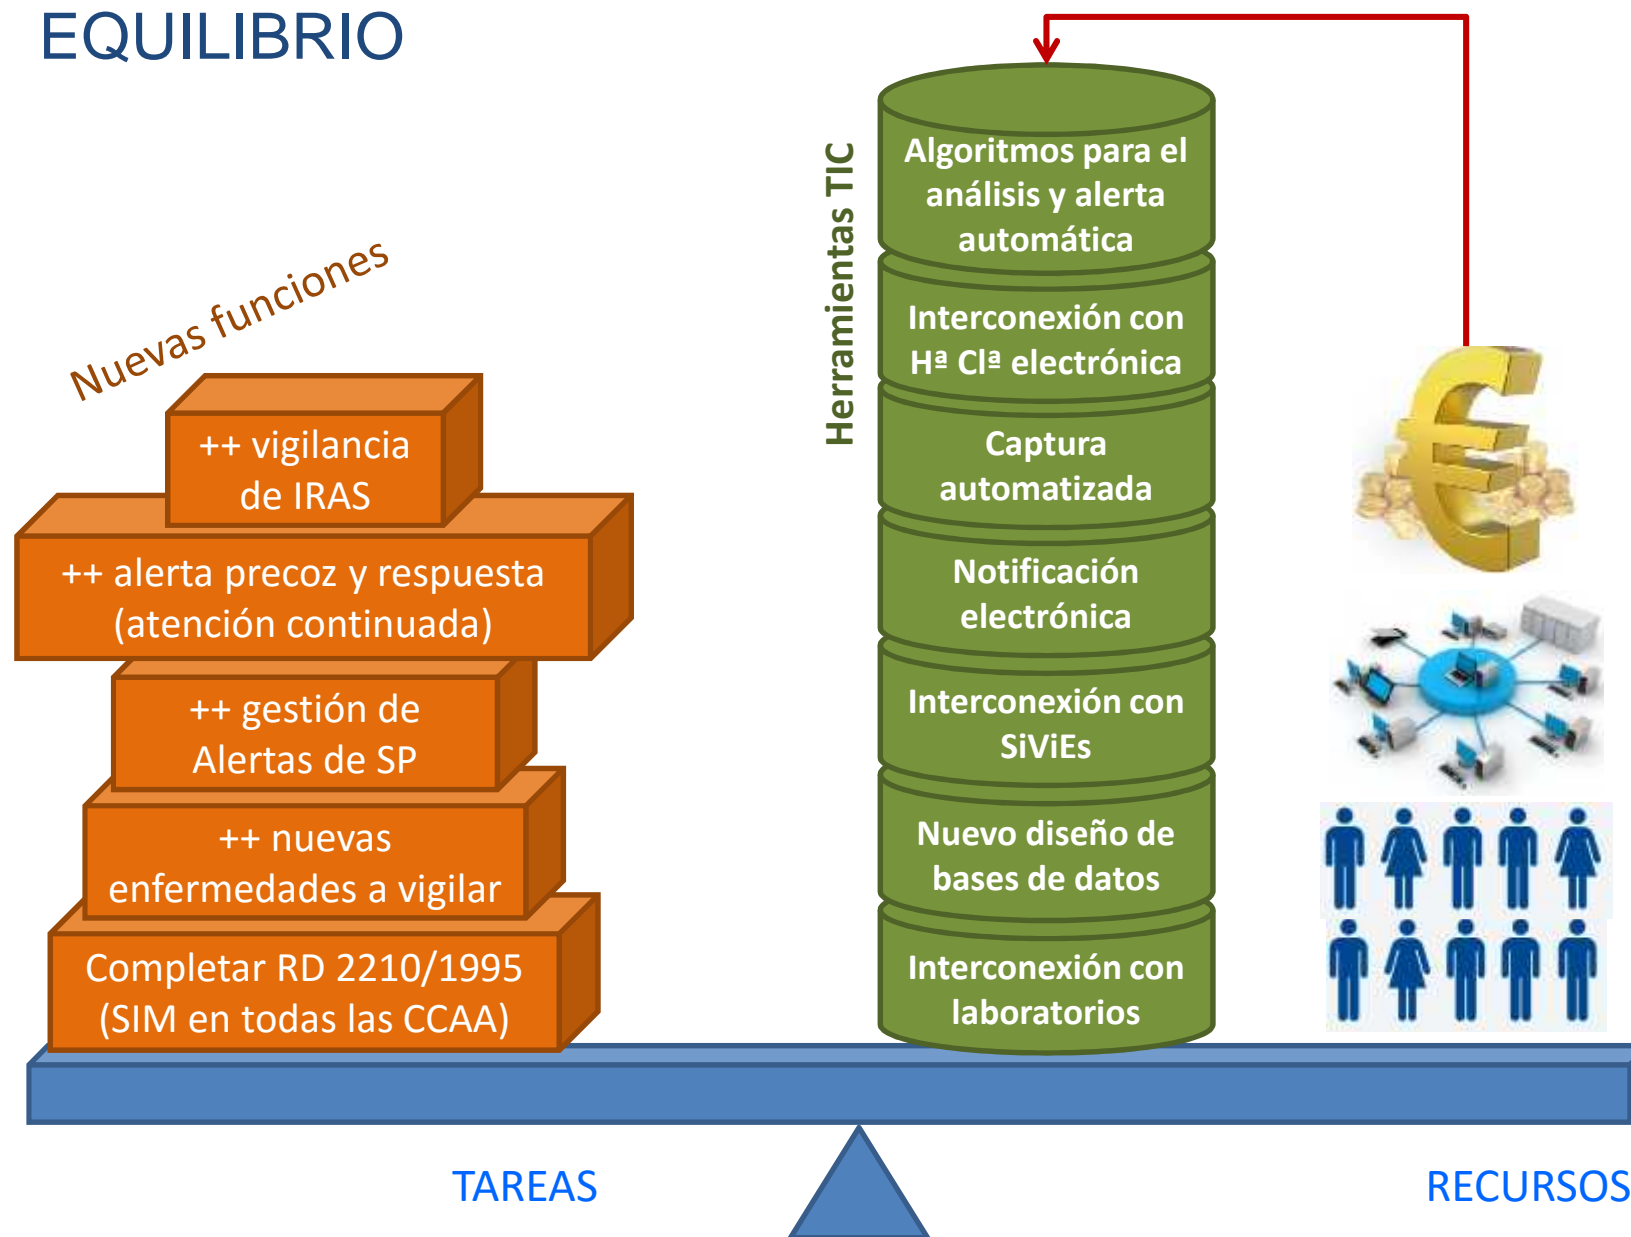 EQUILIBRIO
Nuevas funciones
++ vigilancia
de IRAS
++ alerta precoz y respuesta
(atención continuada)
++ gestión de
Alertas de SP
++ nuevas
enfermedades a vigilar
Completar RD 2210/1995
(SIM en todas las CCAA)
Herramientas TIC
Algoritmos para el
análisis y alerta
automática
Interconexión con
Hª Clª electrónica
Captura
automatizada
Notificación
electrónica
Interconexión con
SiViEs
Nuevo diseño de
bases de datos
Interconexión con
laboratorios
TAREAS
RECURSOS